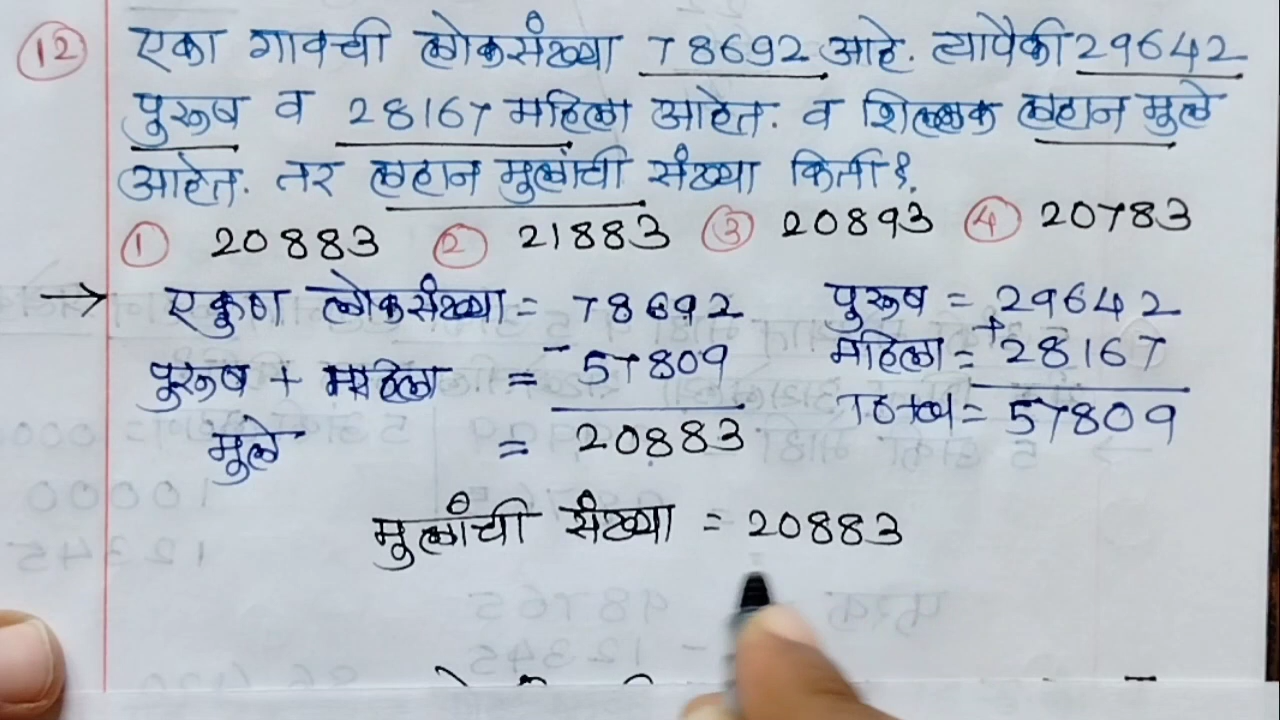 12 एका गावची लोकसंख्या 78692 आहे. त्यापैकी 29642
पुरूष व 28167 महिला आहेत. व शिल्लक लहान मुले
आहेत. तर लहान मुलांची संख्या किती?
1 20883 2 21883 3 20893 4 20783
→ एकुण लोकसंख्या = 78692 पुरूष = 29642
पुरूष + महिला = - 57809 महिला = + 28167
मुले = 20883 Total = 57809
मुलांची संख्या = 20883